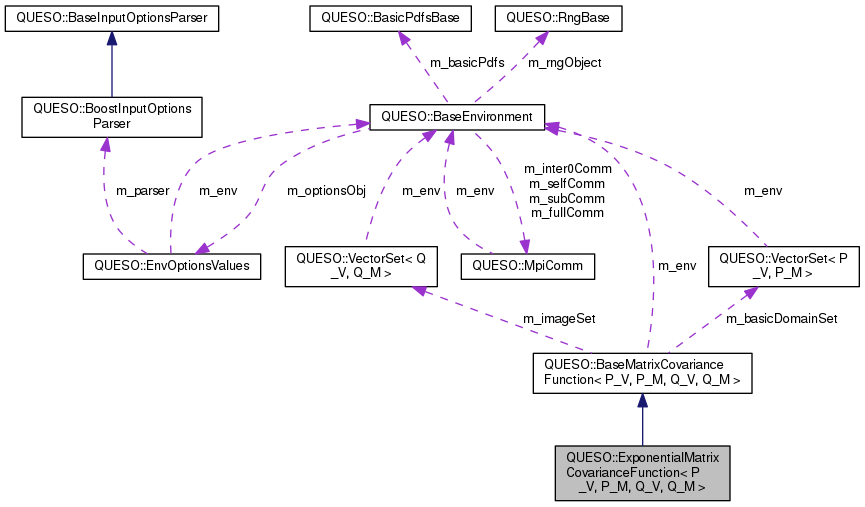 QUESO::BaseInputOptionsParser
QUESO::BasicPdfsBase
QUESO::RngBase
m_basicPdfs
m_rngObject
QUESO::BoostInputOptions
Parser
QUESO::BaseEnvironment
m_parser
m_env
m_optionsObj
m_env
m_env
m_inter0Comm
m_selfComm
m_subComm
m_fullComm
m_env
QUESO::EnvOptionsValues
QUESO::VectorSet< Q
_V, Q_M >
QUESO::MpiComm
m_env
QUESO::VectorSet< P
_V, P_M >
m_imageSet
m_basicDomainSet
QUESO::BaseMatrixCovariance
Function< P_V, P_M, Q_V, Q_M >
QUESO::ExponentialMatrix
CovarianceFunction< P
_V, P_M, Q_V, Q_M >